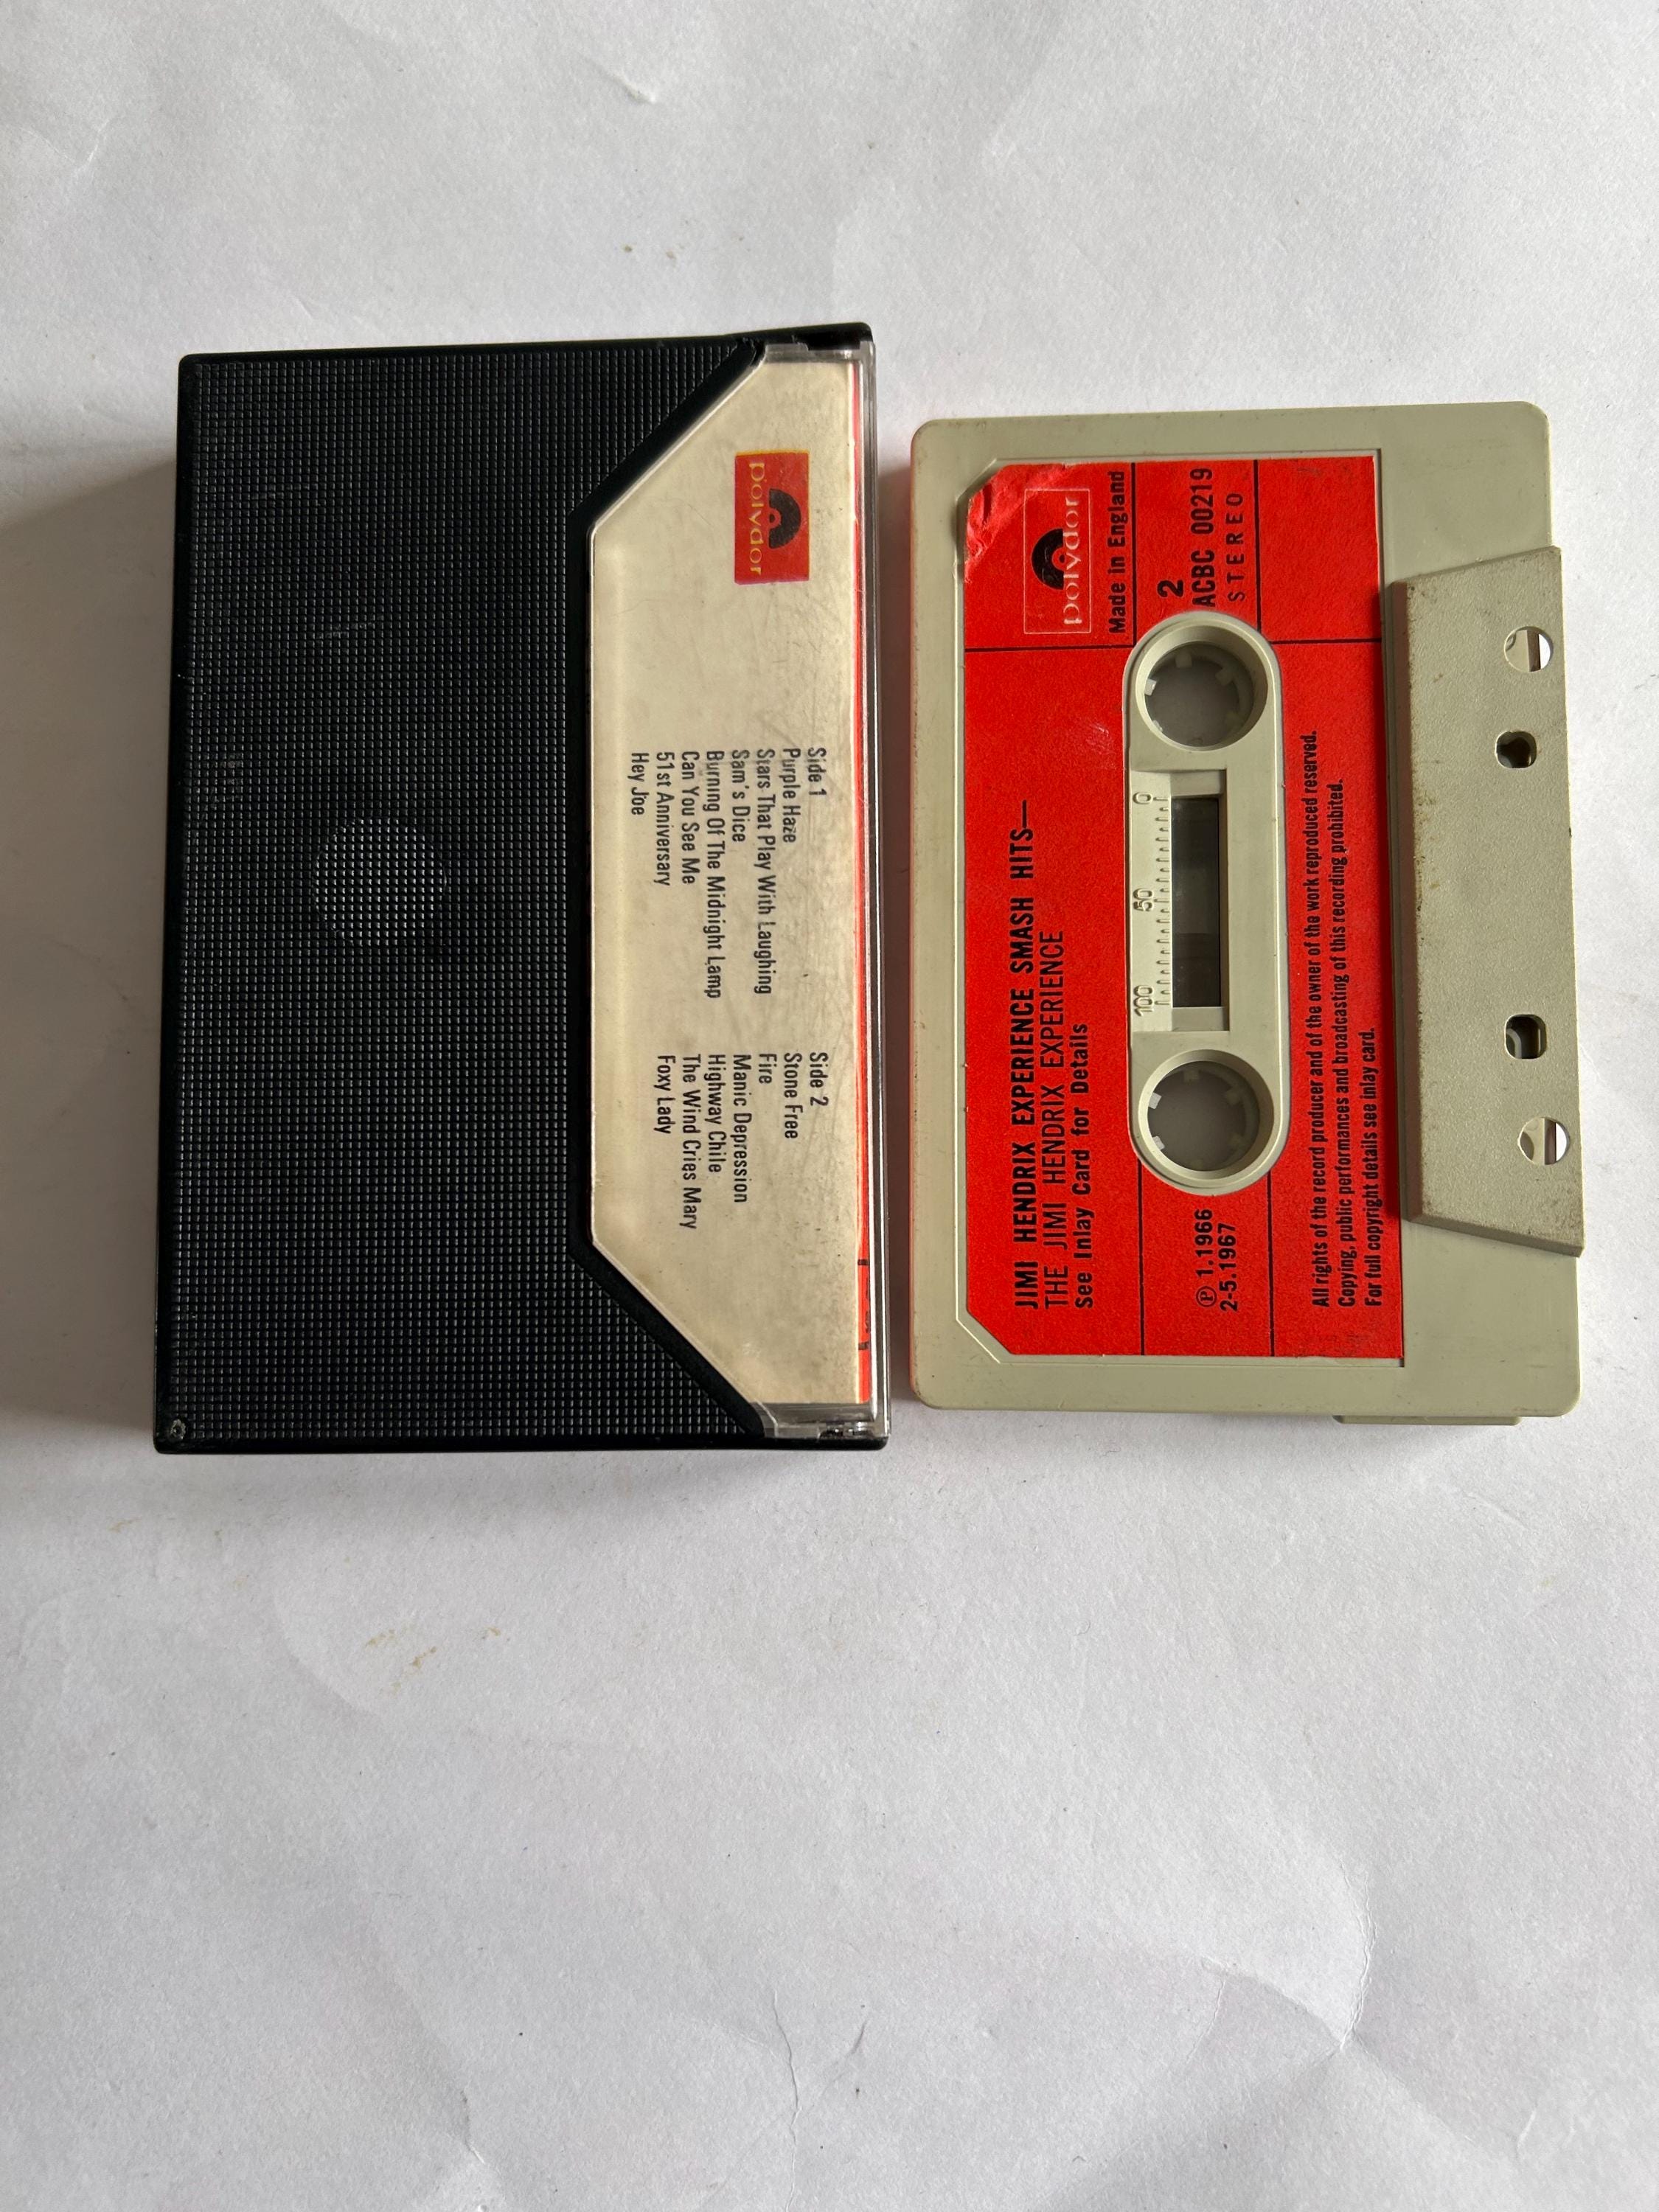 polydor
Side 1
Purple Haze
Stars That Play With Laughing
Sam's Dice
Burning Of The Midnight Lamp
Can You See Me
51st Anniversary
Hey Joe
Side 2
Stone Free
Fire
Manic Depression
Highway Chile
The Wind Cries Mary
Foxy Lady
polydor
Made in England
JIMI HENDRIX EXPERIENCE SMASH HITS—
THE JIMI HENDRIX EXPERIENCE
See Inlay Card for Details
℗ 1.1966
2-5.1967
0 50 100
2
ACBC 00219
STEREO
All rights of the record producer and of the owner of the work reproduced reserved.
Copying, public performances and broadcasting of this recording prohibited.
For full copyright details see inlay card.